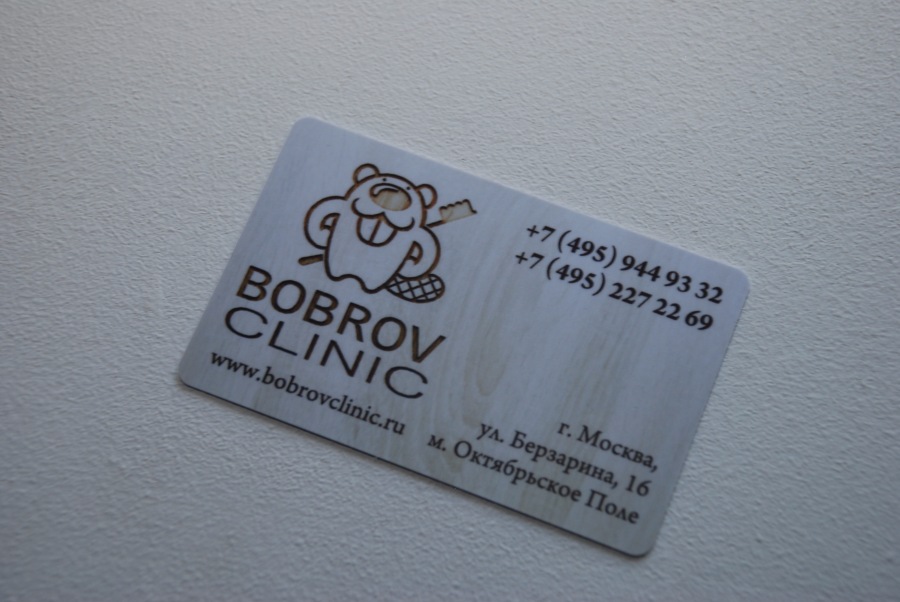 BOBROV
CLINIC
www.bobrovclinic.ru
+7 (495) 944 93 32
+7 (495) 227 22 69
г. Москва,
ул. Берзарина, 16
м. Октябрьское Поле